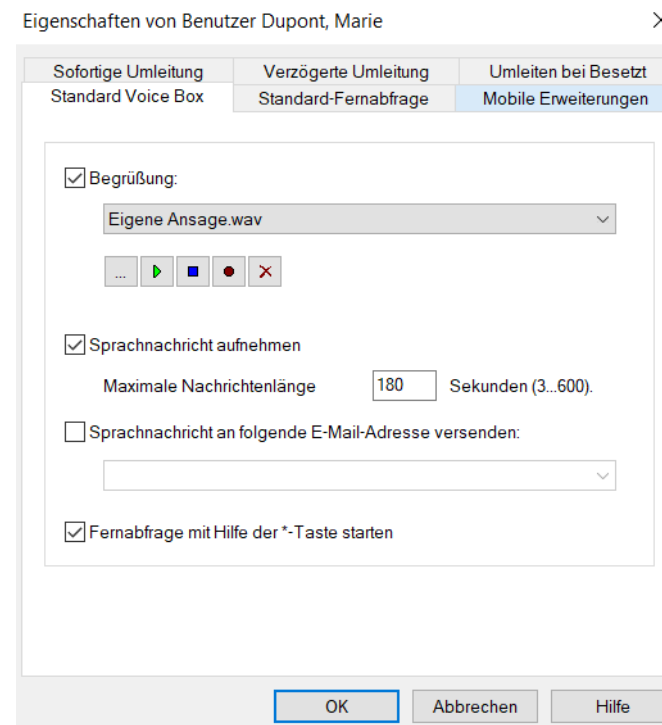 Eigenschaften von Benutzer Dupont, Marie
Sofortige Umleitung Verzögerte Umleitung Umleiten bei Besetzt
Standard Voice Box Standard-Fernabfrage Mobile Erweiterungen
Begrüßung:
Eigene Ansage.wav
...
Sprachnachricht aufnehmen
Maximale Nachrichtenlänge 180 Sekunden (3...600).
Sprachnachricht an folgende E-Mail-Adresse versenden:
Fernabfrage mit Hilfe der *-Taste starten
OK Abbrechen Hilfe